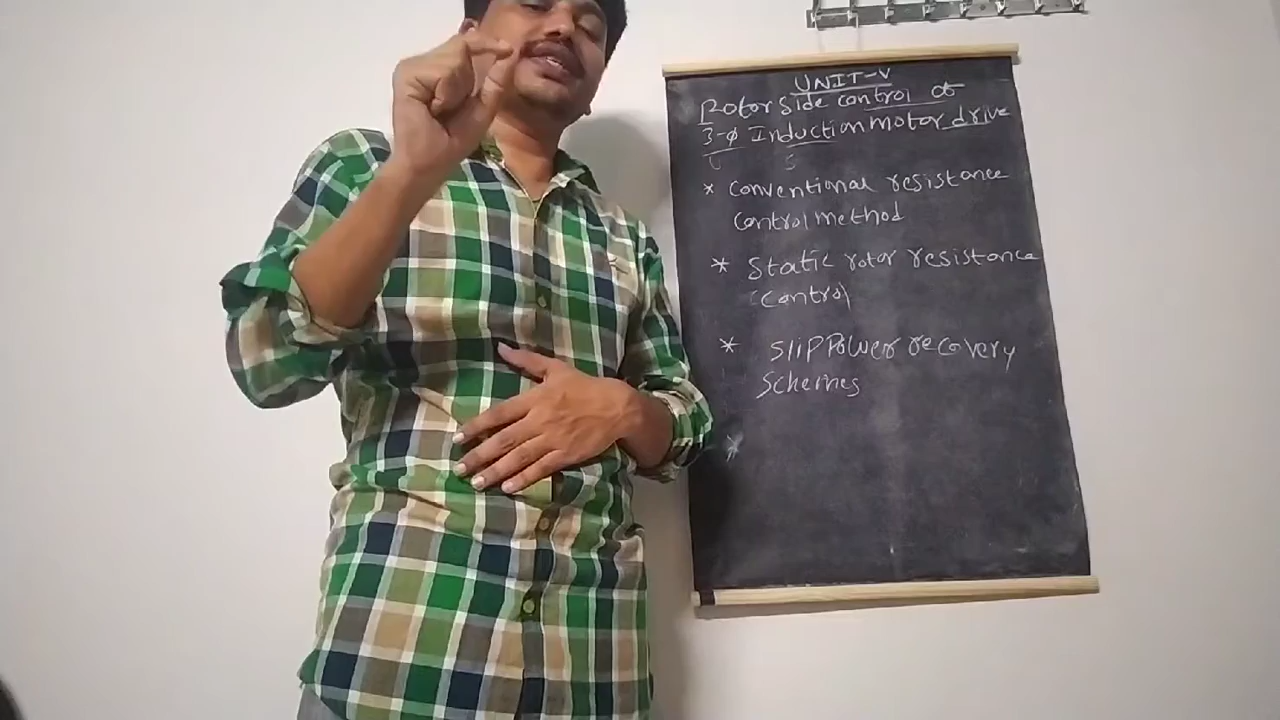 UNIT-V
Rotor side control of
3-φ Induction motor drive
* Conventional resistance
Control method
* Static rotor resistance
Control
* Slip Power recovery
Schemes
*